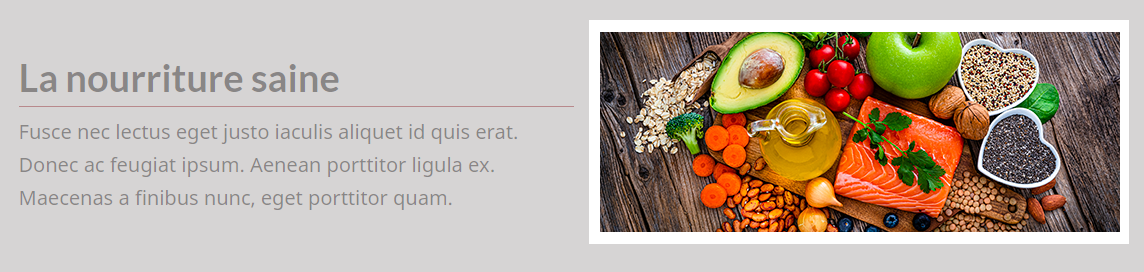 La nourriture saine
Fusce nec lectus eget justo iaculis aliquet id quis erat.
Donec ac feugiat ipsum. Aenean porttitor ligula ex.
Maecenas a finibus nunc, eget porttitor quam.